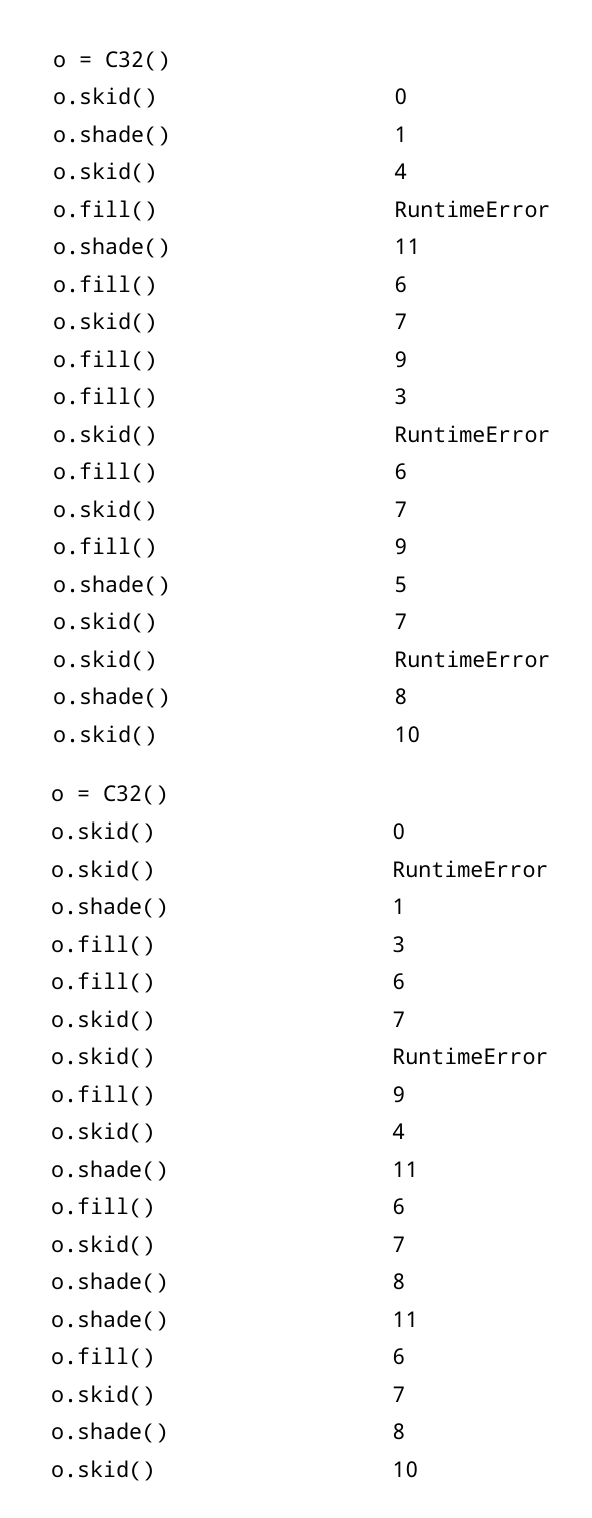 o = C32()
o.skid() 0
o.shade() 1
o.skid() 4
o.fill() RuntimeError
o.shade() 11
o.fill() 6
o.skid() 7
o.fill() 9
o.fill() 3
o.skid() RuntimeError
o.fill() 6
o.skid() 7
o.fill() 9
o.shade() 5
o.skid() 7
o.skid() RuntimeError
o.shade() 8
o.skid() 10
o = C32()
o.skid() 0
o.skid() RuntimeError
o.shade() 1
o.fill() 3
o.fill() 6
o.skid() 7
o.skid() RuntimeError
o.fill() 9
o.skid() 4
o.shade() 11
o.fill() 6
o.skid() 7
o.shade() 8
o.shade() 11
o.fill() 6
o.skid() 7
o.shade() 8
o.skid() 10